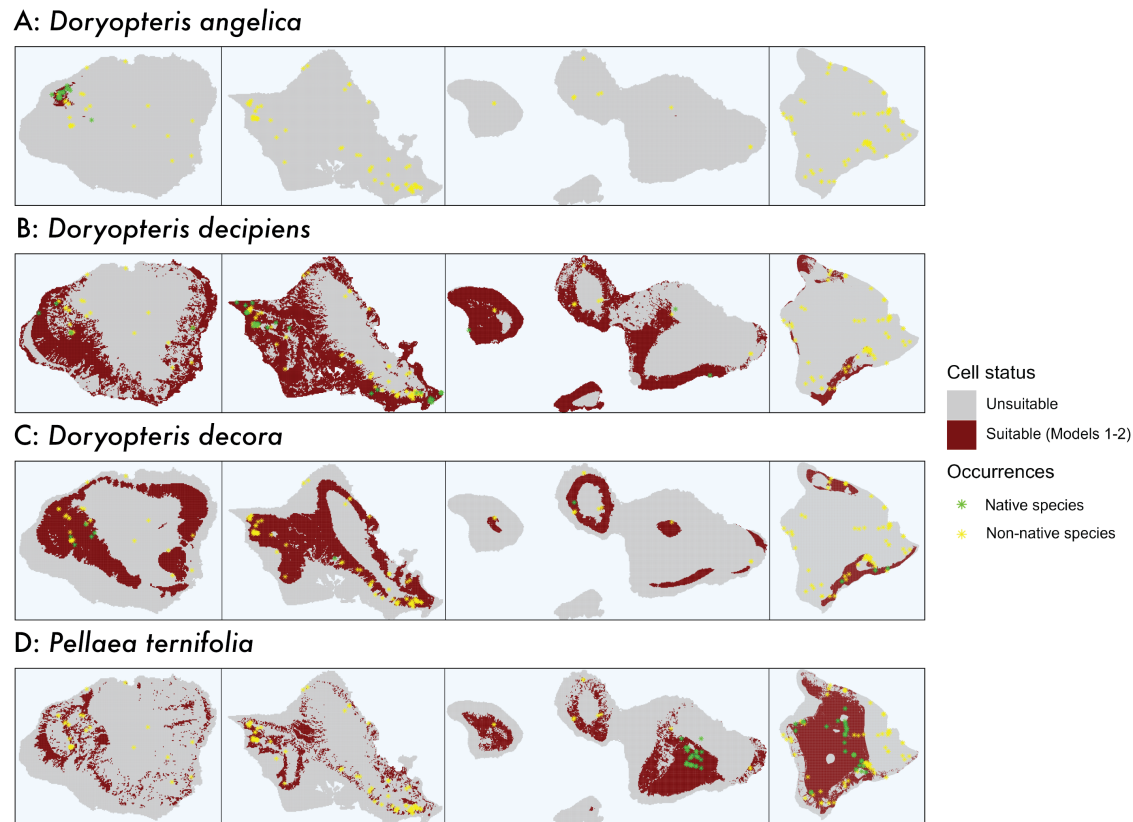 A: Doryopteris angelica
B: Doryopteris decipiens
C: Doryopteris decora
D: Pellaea ternifolia
Cell status
Unsuitable
Suitable (Models 1-2)
Occurrences
Native species
Non-native species